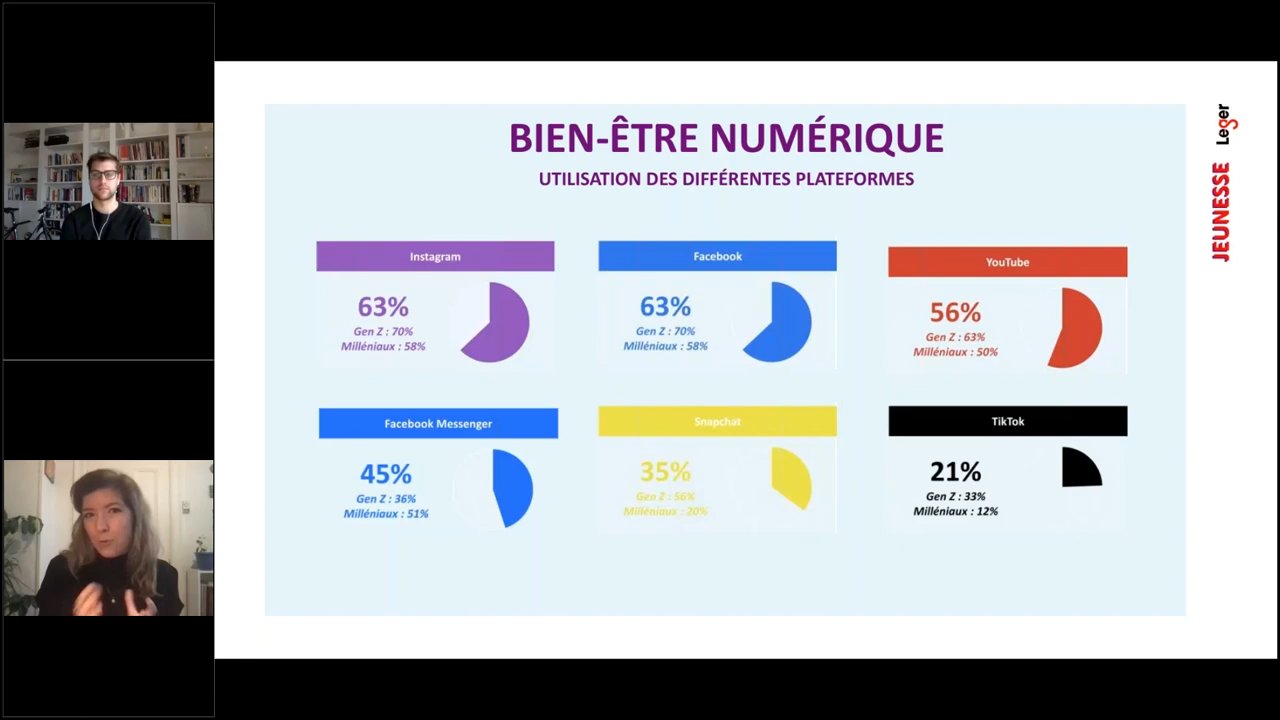 BIEN-ÊTRE NUMÉRIQUE
UTILISATION DES DIFFÉRENTES PLATEFORMES
Instagram
63%
Gen Z : 70%
Milléniaux : 58%
Facebook
63%
Gen Z : 70%
Milléniaux : 58%
YouTube
56%
Gen Z : 63%
Milléniaux : 50%
Facebook Messenger
45%
Gen Z : 36%
Milléniaux : 51%
Snapchat
35%
Gen Z : 56%
Milléniaux : 20%
TikTok
21%
Gen Z : 33%
Milléniaux : 12%
JEUNESSE Leger